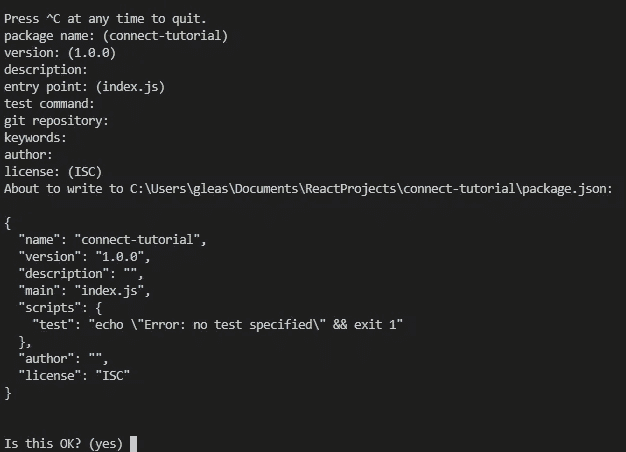 Press ^C at any time to quit.
package name: (connect-tutorial)
version: (1.0.0)
description:
entry point: (index.js)
test command:
git repository:
keywords:
author:
license: (ISC)
About to write to C:\Users\gleas\Documents\ReactProjects\connect-tutorial\package.json:

{
  "name": "connect-tutorial",
  "version": "1.0.0",
  "description": "",
  "main": "index.js",
  "scripts": {
    "test": "echo \"Error: no test specified\" && exit 1"
  },
  "author": "",
  "license": "ISC"
}

Is this OK? (yes)